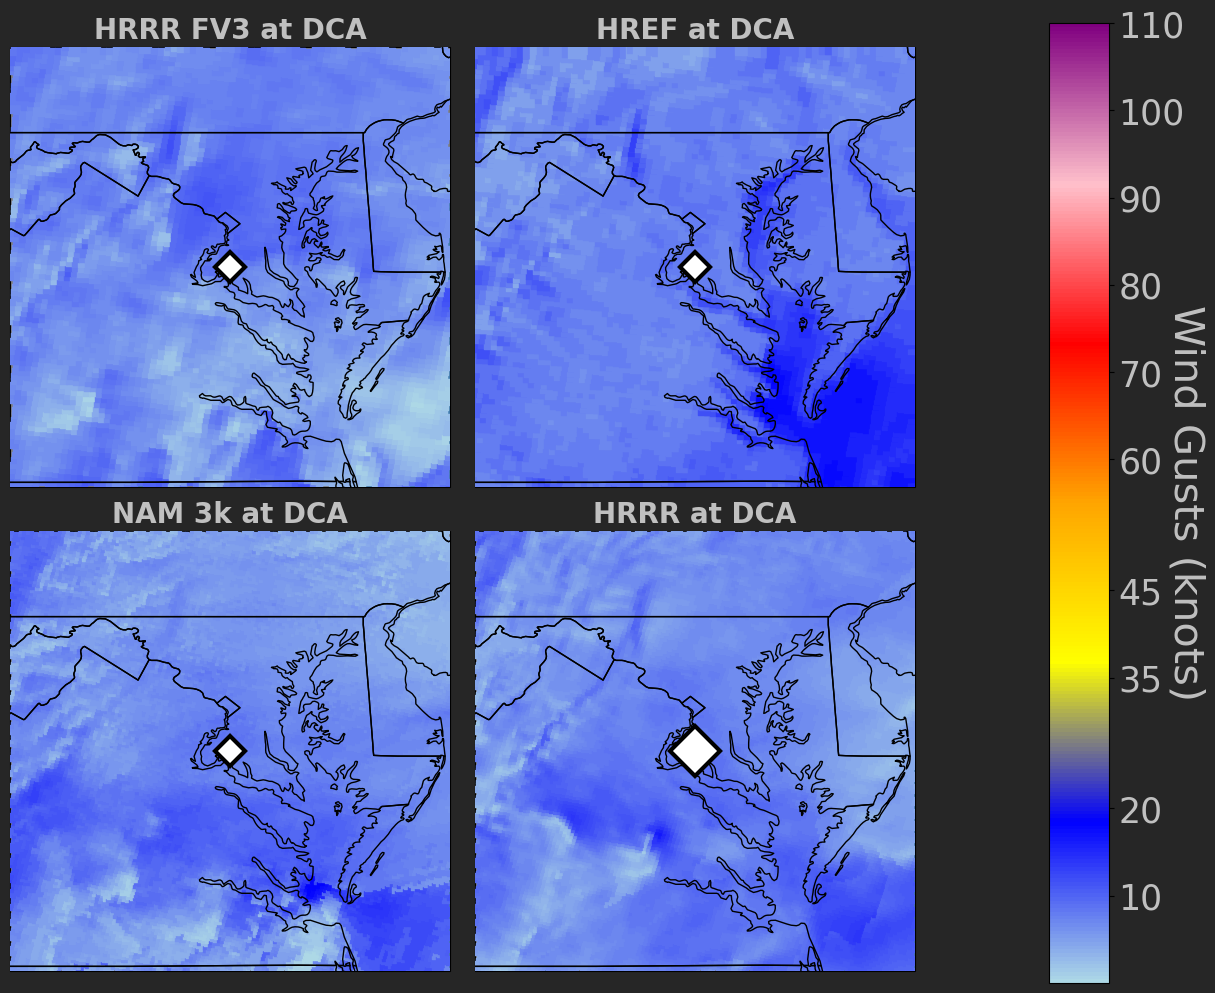 HRRR FV3 at DCA
HREF at DCA
NAM 3k at DCA
HRRR at DCA
110
100
90
80
70
60
45
35
20
10
Wind Gusts (knots)